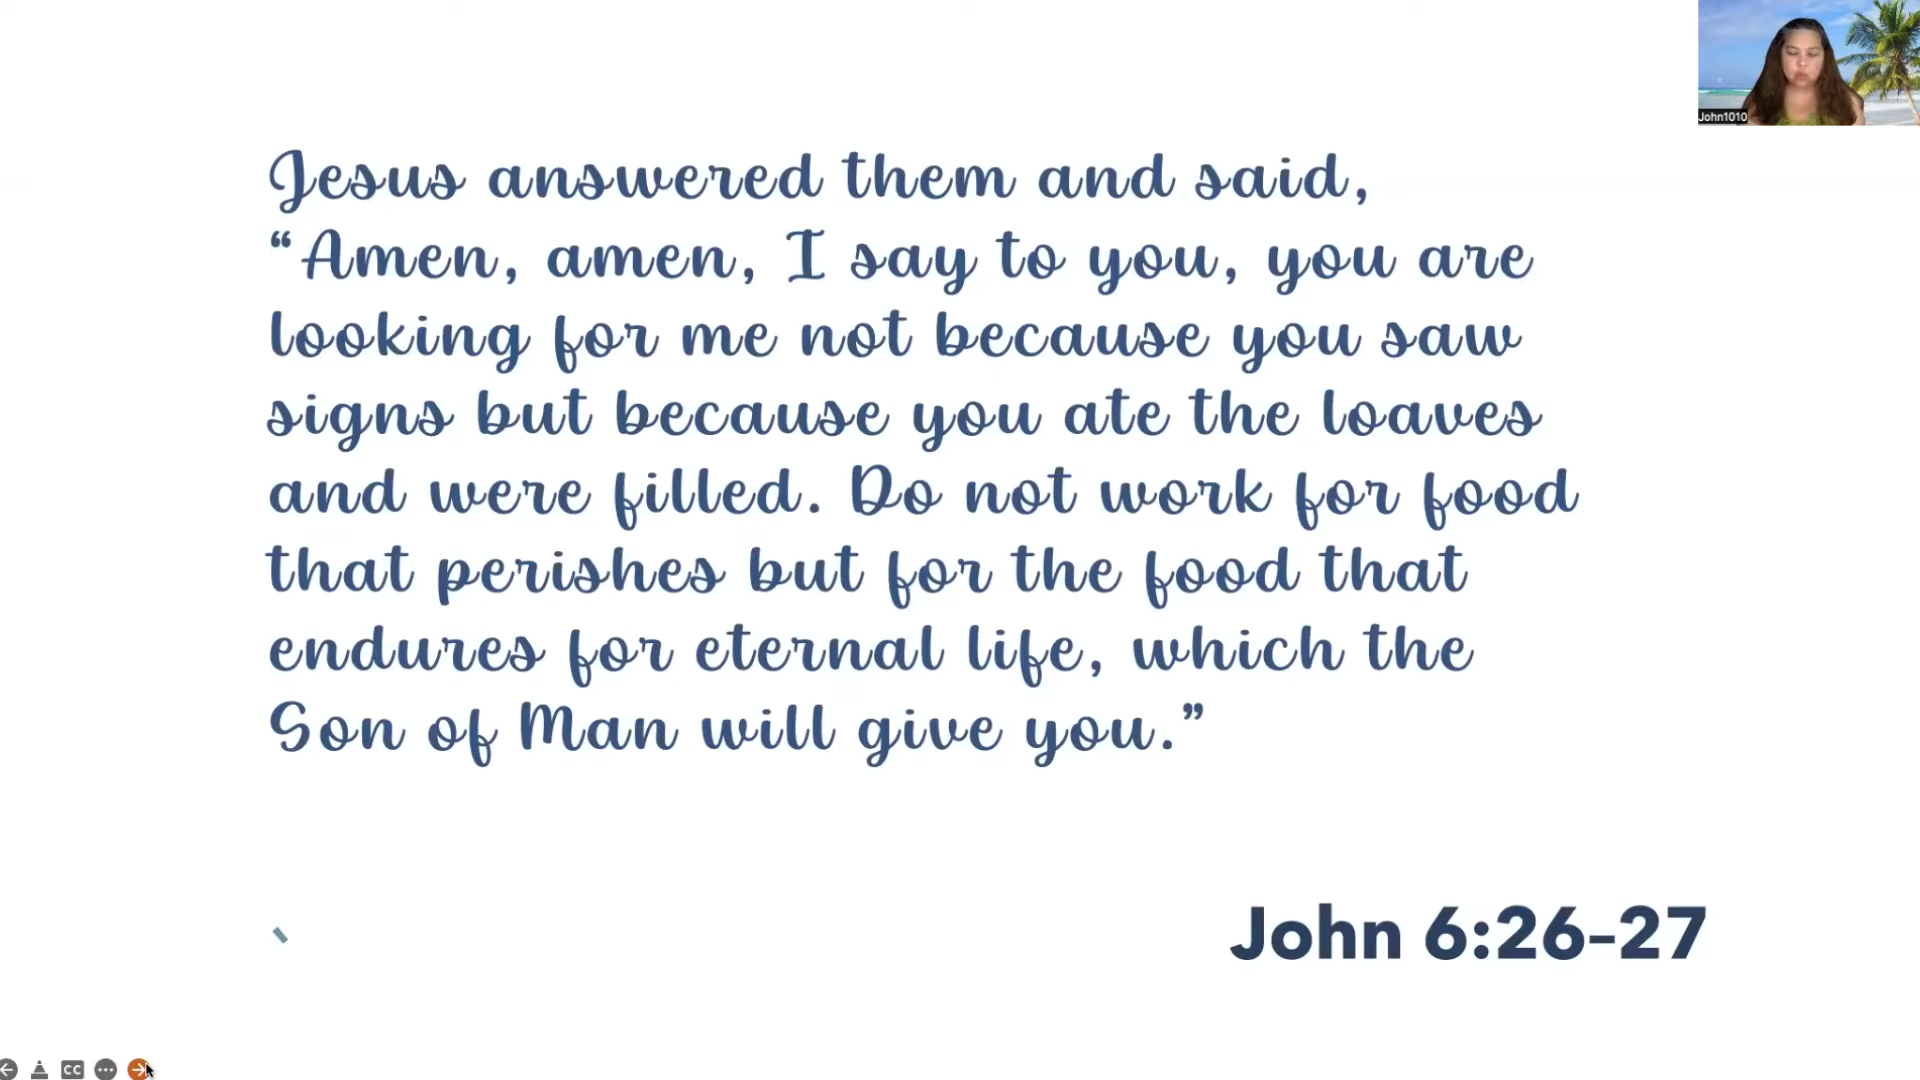 John1010
Jesus answered them and said,
“Amen, amen, I say to you, you are
looking for me not because you saw
signs but because you ate the loaves
and were filled. Do not work for food
that perishes but for the food that
endures for eternal life, which the
Son of Man will give you.”
John 6:26-27
CC